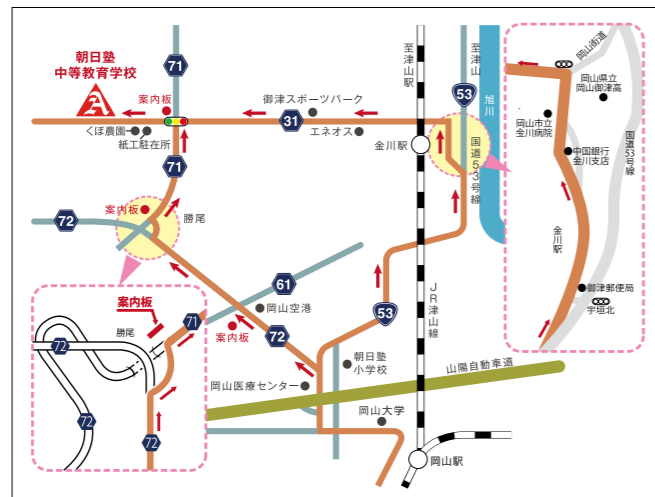 朝日塾
中等教育学校
71
案内板
くぼ農園
紙工駐在所
御津スポーツパーク
31
エネオス
至津山駅
至津山
53
旭川
金川駅
国道53号線
71
案内板
72
勝尾
61
岡山空港
案内板
72
53
JR津山線
朝日塾
小学校
岡山医療センター
山陽自動車道
岡山大学
岡山駅
案内板
勝尾
71
72
72
72
72
岡山街道
岡山県立
岡山御津高
岡山市立
金川病院
国道53号線
中国銀行
金川支店
金川駅
御津郵便局
宇垣北